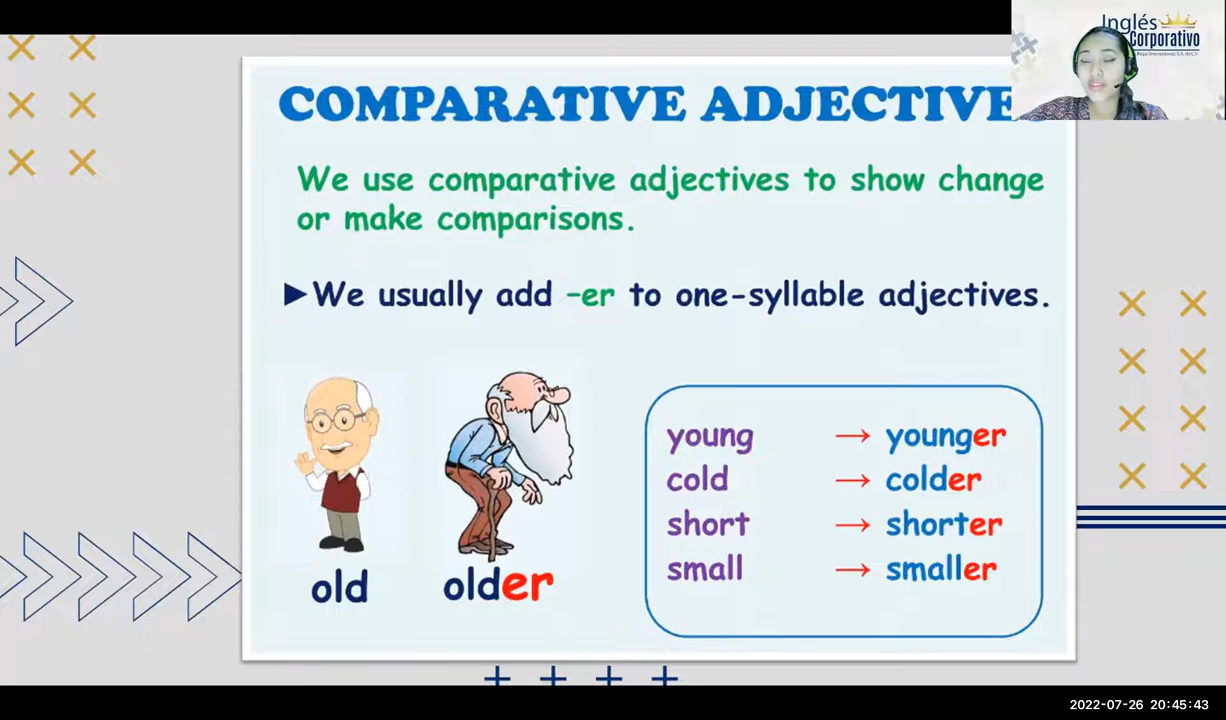 Inglés
Corporativo
COMPARATIVE ADJECTIVE
We use comparative adjectives to show change
or make comparisons.
►We usually add –er to one-syllable adjectives.
young → younger
cold → colder
short → shorter
small → smaller
old older
2022-07-26 20:45:43